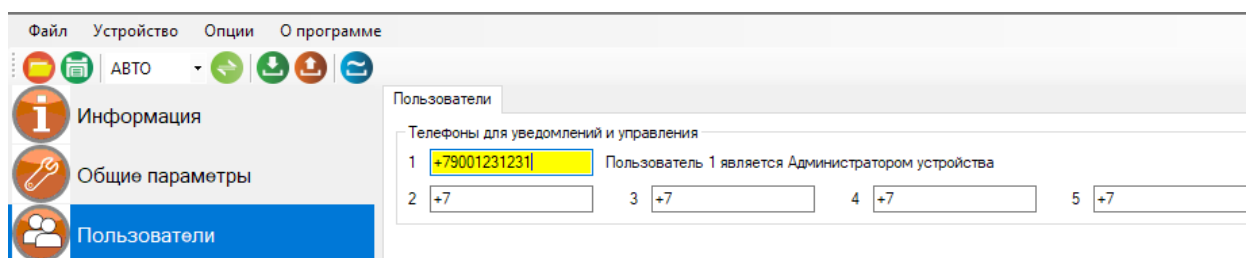 Файл Устройство Опции О программе
АВТО
Информация
Общие параметры
Пользователи
Пользователи
Телефоны для уведомлений и управления
1 +79001231231 Пользователь 1 является Администратором устройства
2 +7 3 +7 4 +7 5 +7